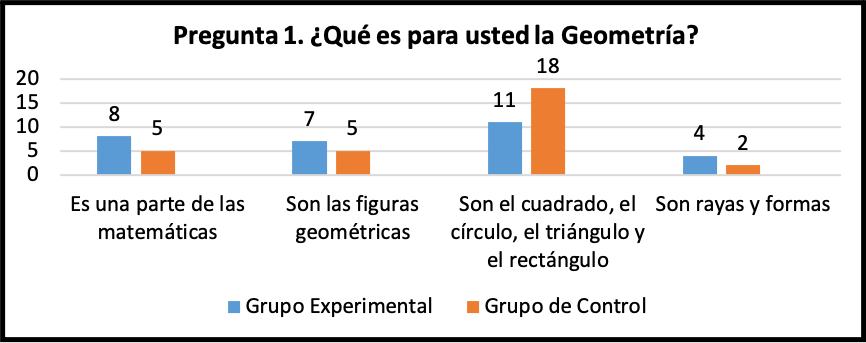 Pregunta 1. ¿Qué es para usted la Geometría?
20
15
10
5
0
8
5
7
5
11
18
4
2
Es una parte de las
matemáticas
Son las figuras
geométricas
Son el cuadrado, el
círculo, el triángulo y
el rectángulo
Son rayas y formas
Grupo Experimental
Grupo de Control